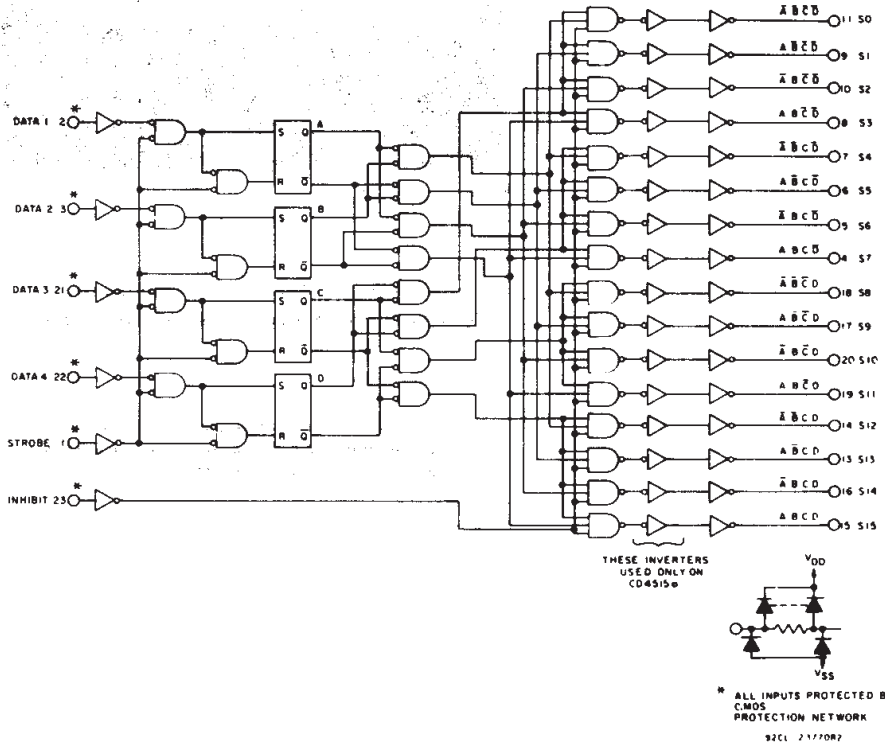 A̅ B̅ C̅ D̅ 11 S0
A B̅ C̅ D̅ 9 S1
A̅ B C̅ D̅ 10 S2
A B C̅ D̅ 8 S3
A̅ B̅ C D̅ 7 S4
A B̅ C D̅ 6 S5
A̅ B C D̅ 5 S6
A B C D̅ 4 S7
A̅ B̅ C̅ D 18 S8
A B̅ C̅ D 17 S9
A̅ B C̅ D 20 S10
A B C̅ D 19 S11
A̅ B̅ C D 14 S12
A B̅ C D 13 S13
A̅ B C D 16 S14
A B C D 15 S15
*
DATA 1 2
*
DATA 2 3
*
DATA 3 21
*
DATA 4 22
*
STROBE 1
*
INHIBIT 23
S Q A
R Q̅
S Q B
R Q̅
S Q C
R Q̅
S Q D
R Q̅
THESE INVERTERS
USED ONLY ON
CD4515
VDD
VSS
* ALL INPUTS PROTECTED B
CMOS
PROTECTION NETWORK
92CL-